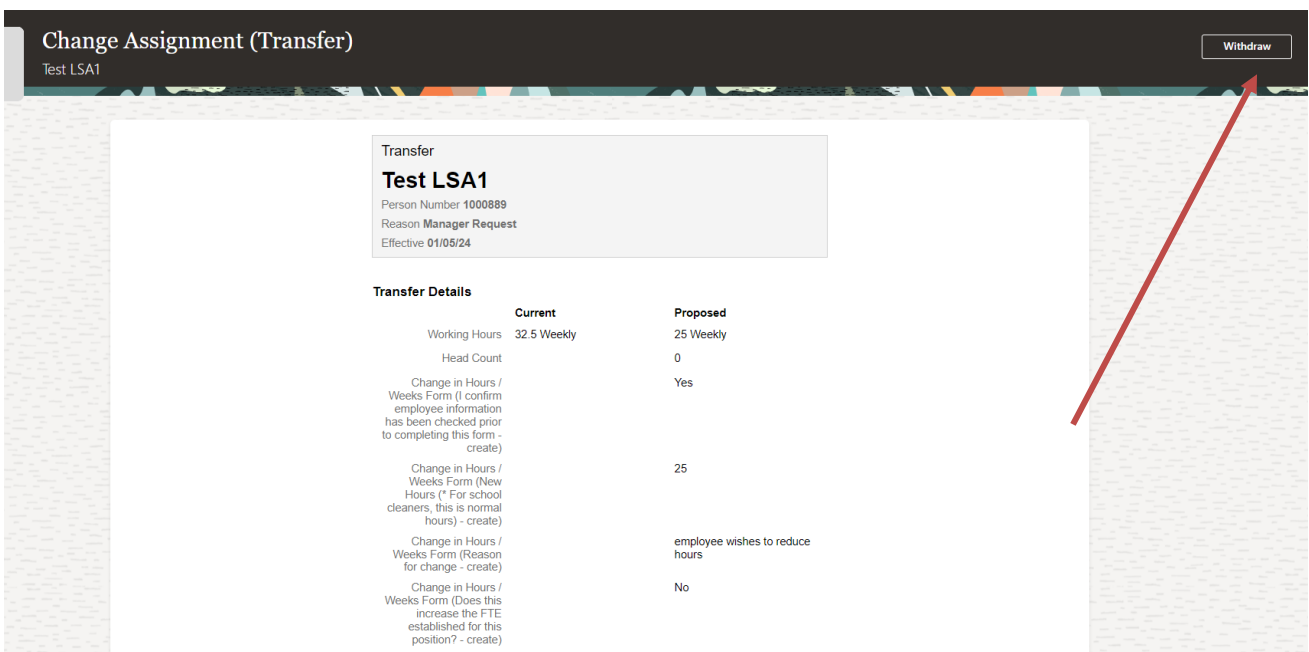 Change Assignment (Transfer)
Withdraw
Test LSA1
Transfer
Test LSA1
Person Number 1000889
Reason Manager Request
Effective 01/05/24
Transfer Details
Current Proposed
Working Hours 32.5 Weekly 25 Weekly
Head Count 0
Change in Hours / Yes
Weeks Form (I confirm
employee information
has been checked prior
to completing this form -
create)
Change in Hours / 25
Weeks Form (New
Hours (* For school
cleaners, this is normal
hours) - create)
Change in Hours / employee wishes to reduce
Weeks Form (Reason hours
for change - create)
Change in Hours / No
Weeks Form (Does this
increase the FTE
established for this
position? - create)